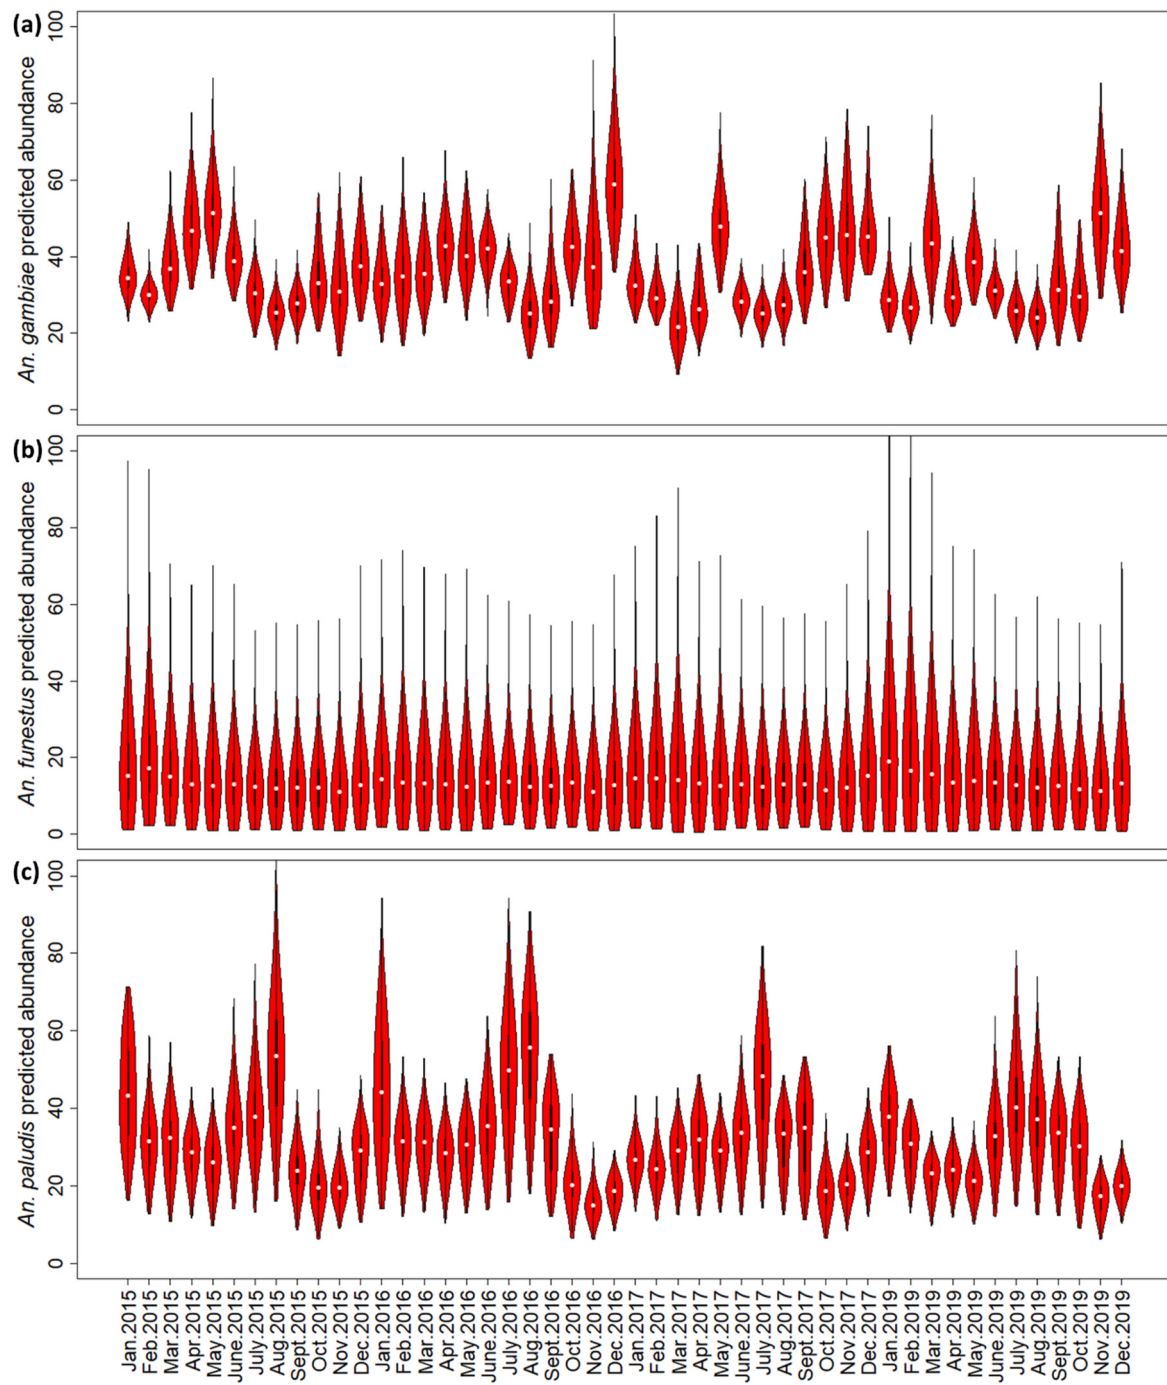 (a)
An. gambiae predicted abundance
0 20 40 60 80 100
(b)
An. funestus predicted abundance
0 20 40 60 80 100
(c)
An. paludis predicted abundance
0 20 40 60 80 100
Jan.2015
Feb.2015
Mar.2015
Apr.2015
May.2015
June.2015
July.2015
Aug.2015
Sept.2015
Oct.2015
Nov.2015
Dec.2015
Jan.2016
Feb.2016
Mar.2016
Apr.2016
May.2016
June.2016
July.2016
Aug.2016
Sept.2016
Oct.2016
Nov.2016
Dec.2016
Jan.2017
Feb.2017
Mar.2017
Apr.2017
May.2017
June.2017
July.2017
Aug.2017
Sept.2017
Oct.2017
Nov.2017
Dec.2017
Jan.2019
Feb.2019
Mar.2019
Apr.2019
May.2019
June.2019
July.2019
Aug.2019
Sept.2019
Oct.2019
Nov.2019
Dec.2019